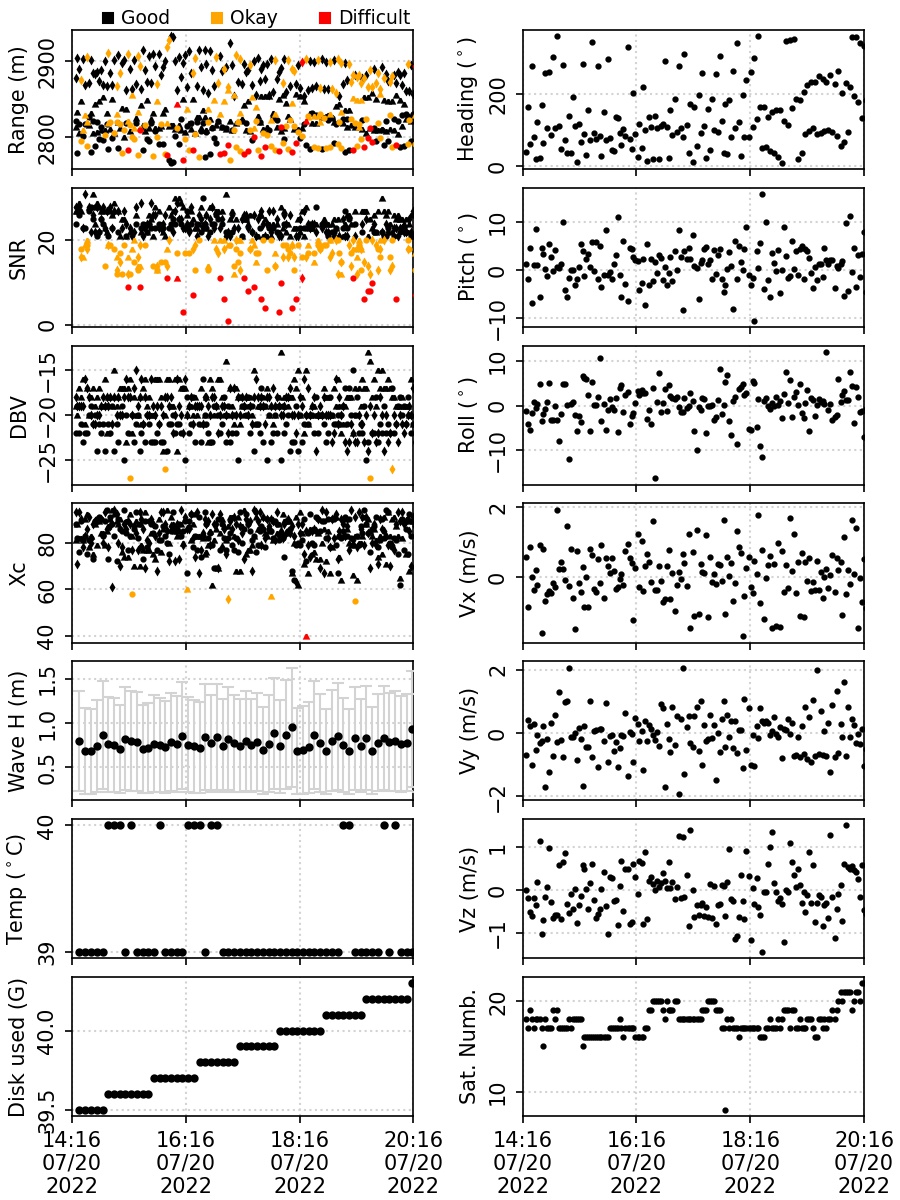 Good Okay Difficult
Range (m)
2900
2800
Heading (°)
200
0
SNR
20
0
Pitch (°)
10
0
−10
DBV
−15
−20
−25
Roll (°)
10
0
−10
Xc
80
60
40
Vx (m/s)
2
0
Wave H (m)
1.5
1.0
0.5
Vy (m/s)
2
0
−2
Temp (°C)
40
39
Vz (m/s)
1
0
−1
Disk used (G)
40.0
39.5
Sat. Numb.
20
10
14:16 16:16 18:16 20:16 14:16 16:16 18:16 20:16
07/20 07/20 07/20 07/20 07/20 07/20 07/20 07/20
2022 2022 2022 2022 2022 2022 2022 2022